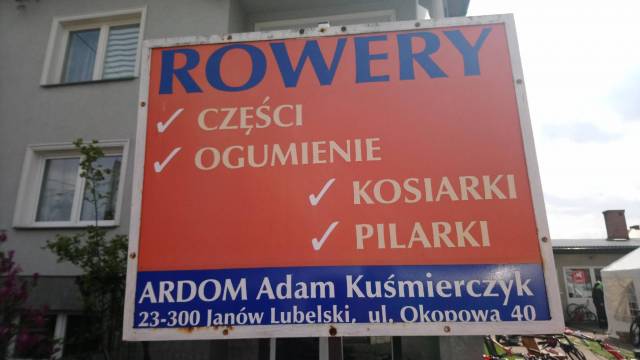 ROWERY
✓ CZĘŚCI
✓ OGUMIENIE
✓ KOSIARKI
✓ PILARKI
ARDOM Adam Kuśmierczyk
23-300 Janów Lubelski, ul. Okopowa 40